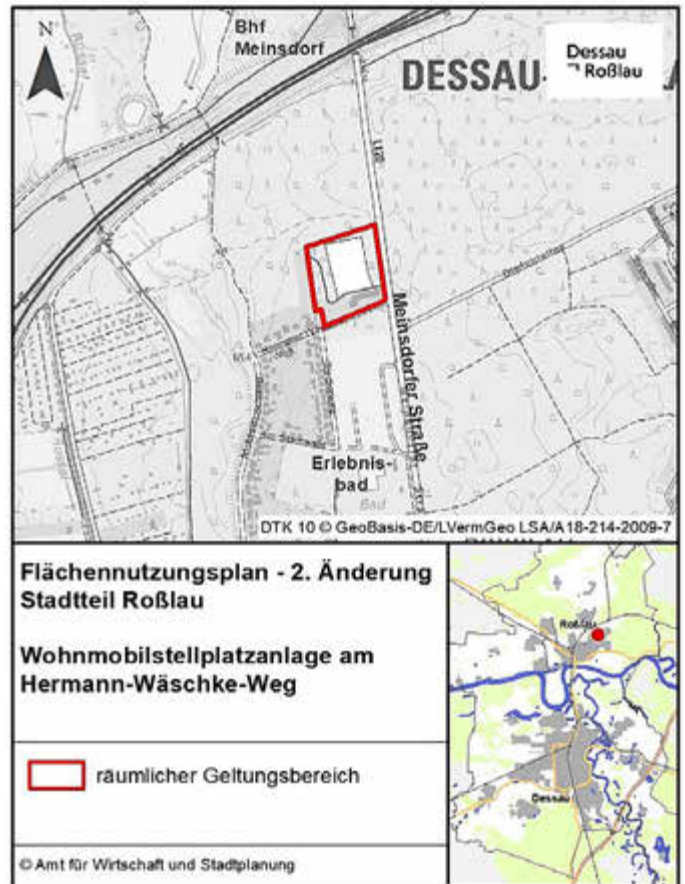 N
Bhf
Meinsdorf
DESSAU
Dessau
Roßlau
Meinsdorfer Straße
Erlebnis-
bad
Bad
DTK 10 © GeoBasis-DE/LVermGeo LSA/A18-214-2009-7
Flächennutzungsplan - 2. Änderung
Stadtteil Roßlau
Wohnmobilstellplatzanlage am
Hermann-Wäschke-Weg
räumlicher Geltungsbereich
© Amt für Wirtschaft und Stadtplanung
Roßlau
Dessau